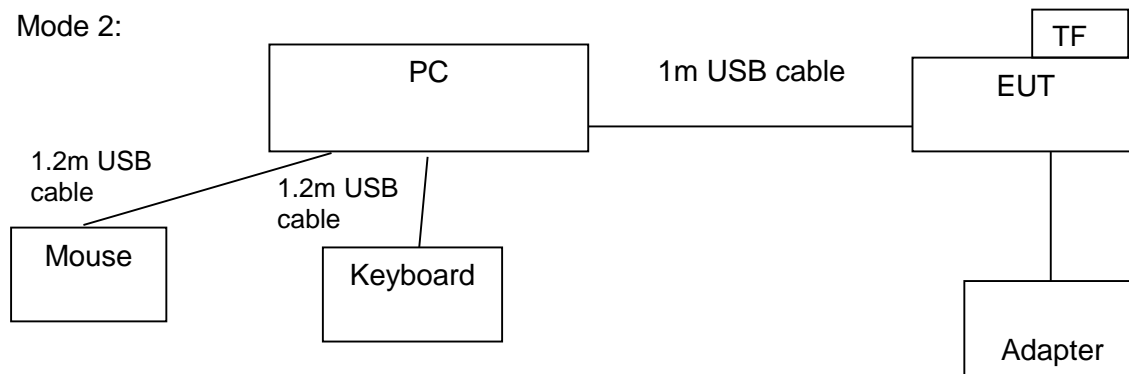 Mode 2:
TF
PC
1m USB cable
EUT
1.2m USB
cable
1.2m USB
cable
Mouse
Keyboard
Adapter